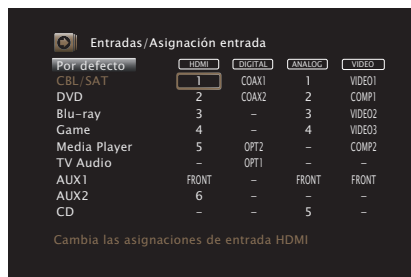 Entradas/Asignación entrada
Por defecto HDMI DIGITAL ANALOG VIDEO
CBL/SAT 1 COAX1 1 VIDEO1
DVD 2 COAX2 2 COMP1
Blu-ray 3 – 3 VIDEO2
Game 4 – 4 VIDEO3
Media Player 5 OPT2 – COMP2
TV Audio – OPT1 – –
AUX1 FRONT – FRONT FRONT
AUX2 6 – – –
CD – – 5 –
Cambia las asignaciones de entrada HDMI